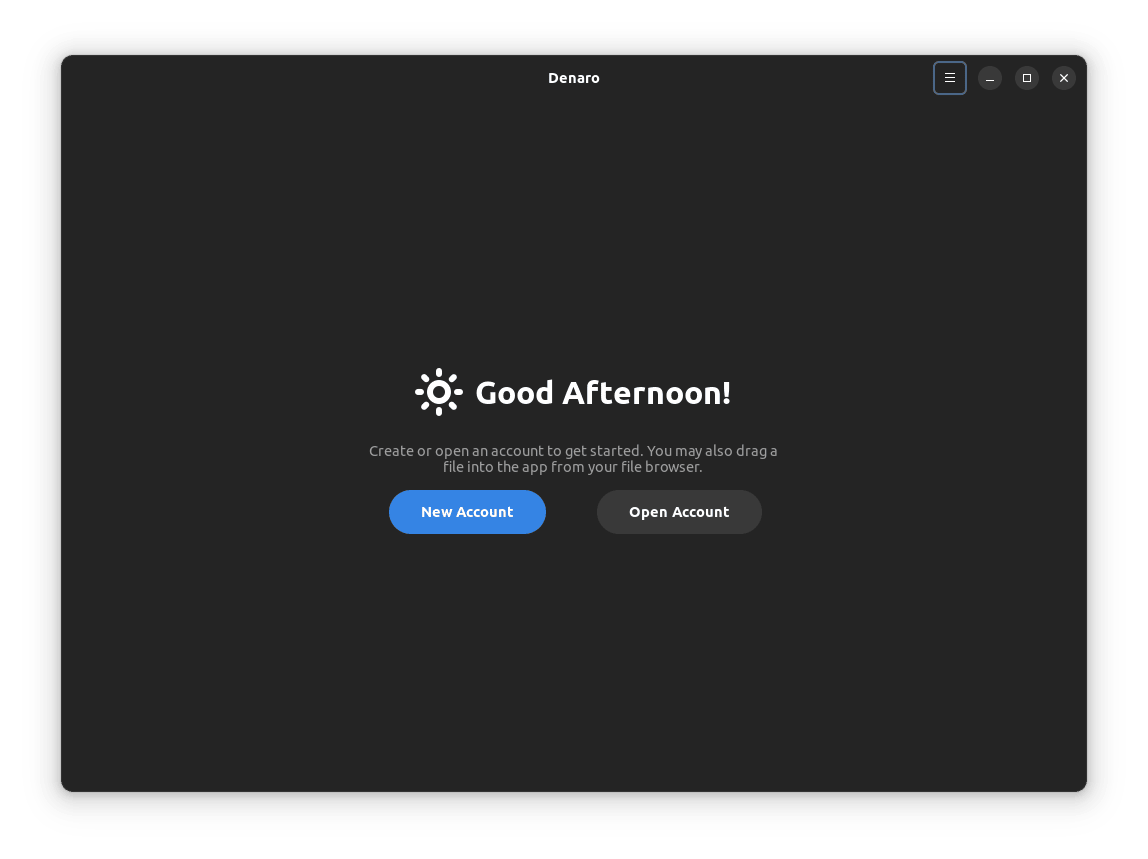 Denaro
Good Afternoon!
Create or open an account to get started. You may also drag a
file into the app from your file browser.
New Account
Open Account